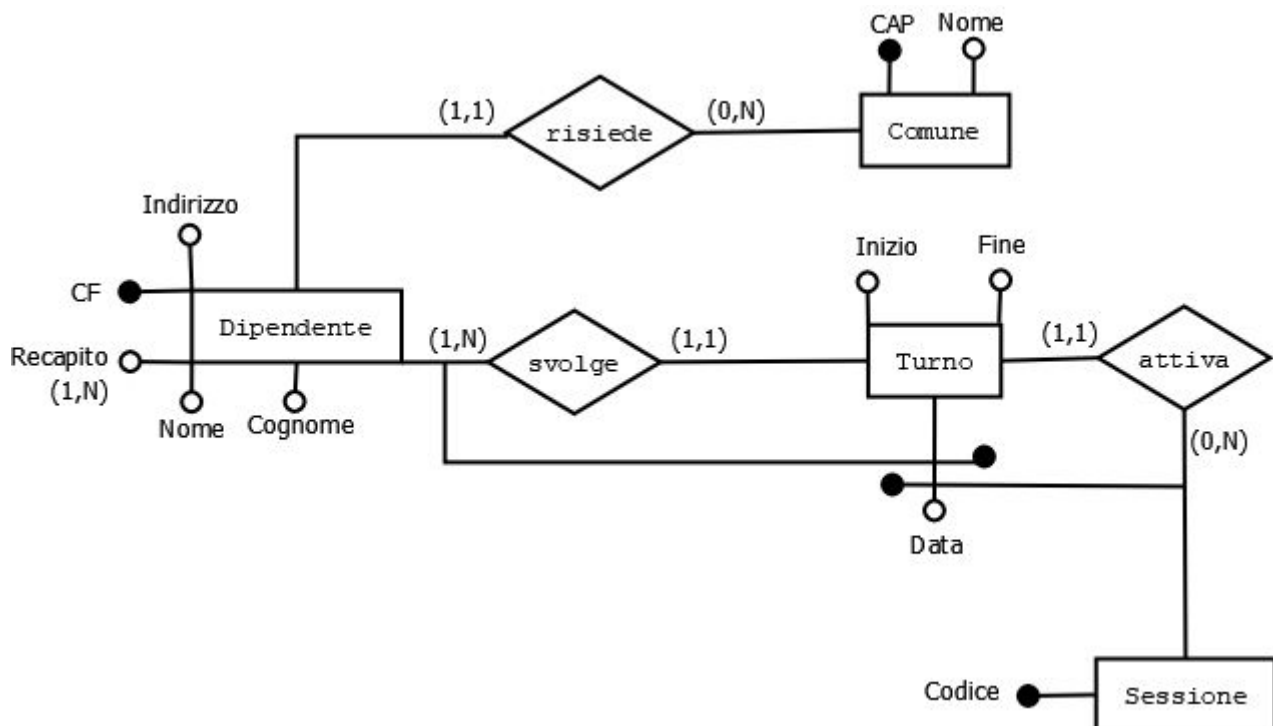 CAP Nome
(1,1) (0,N)
risiede
Comune
Indirizzo
Inizio Fine
CF
Dipendente
Recapito
(1,N)
(1,N)
svolge
(1,1)
Turno
(1,1)
attiva
Nome
Cognome
(0,N)
Data
Codice
Sessione